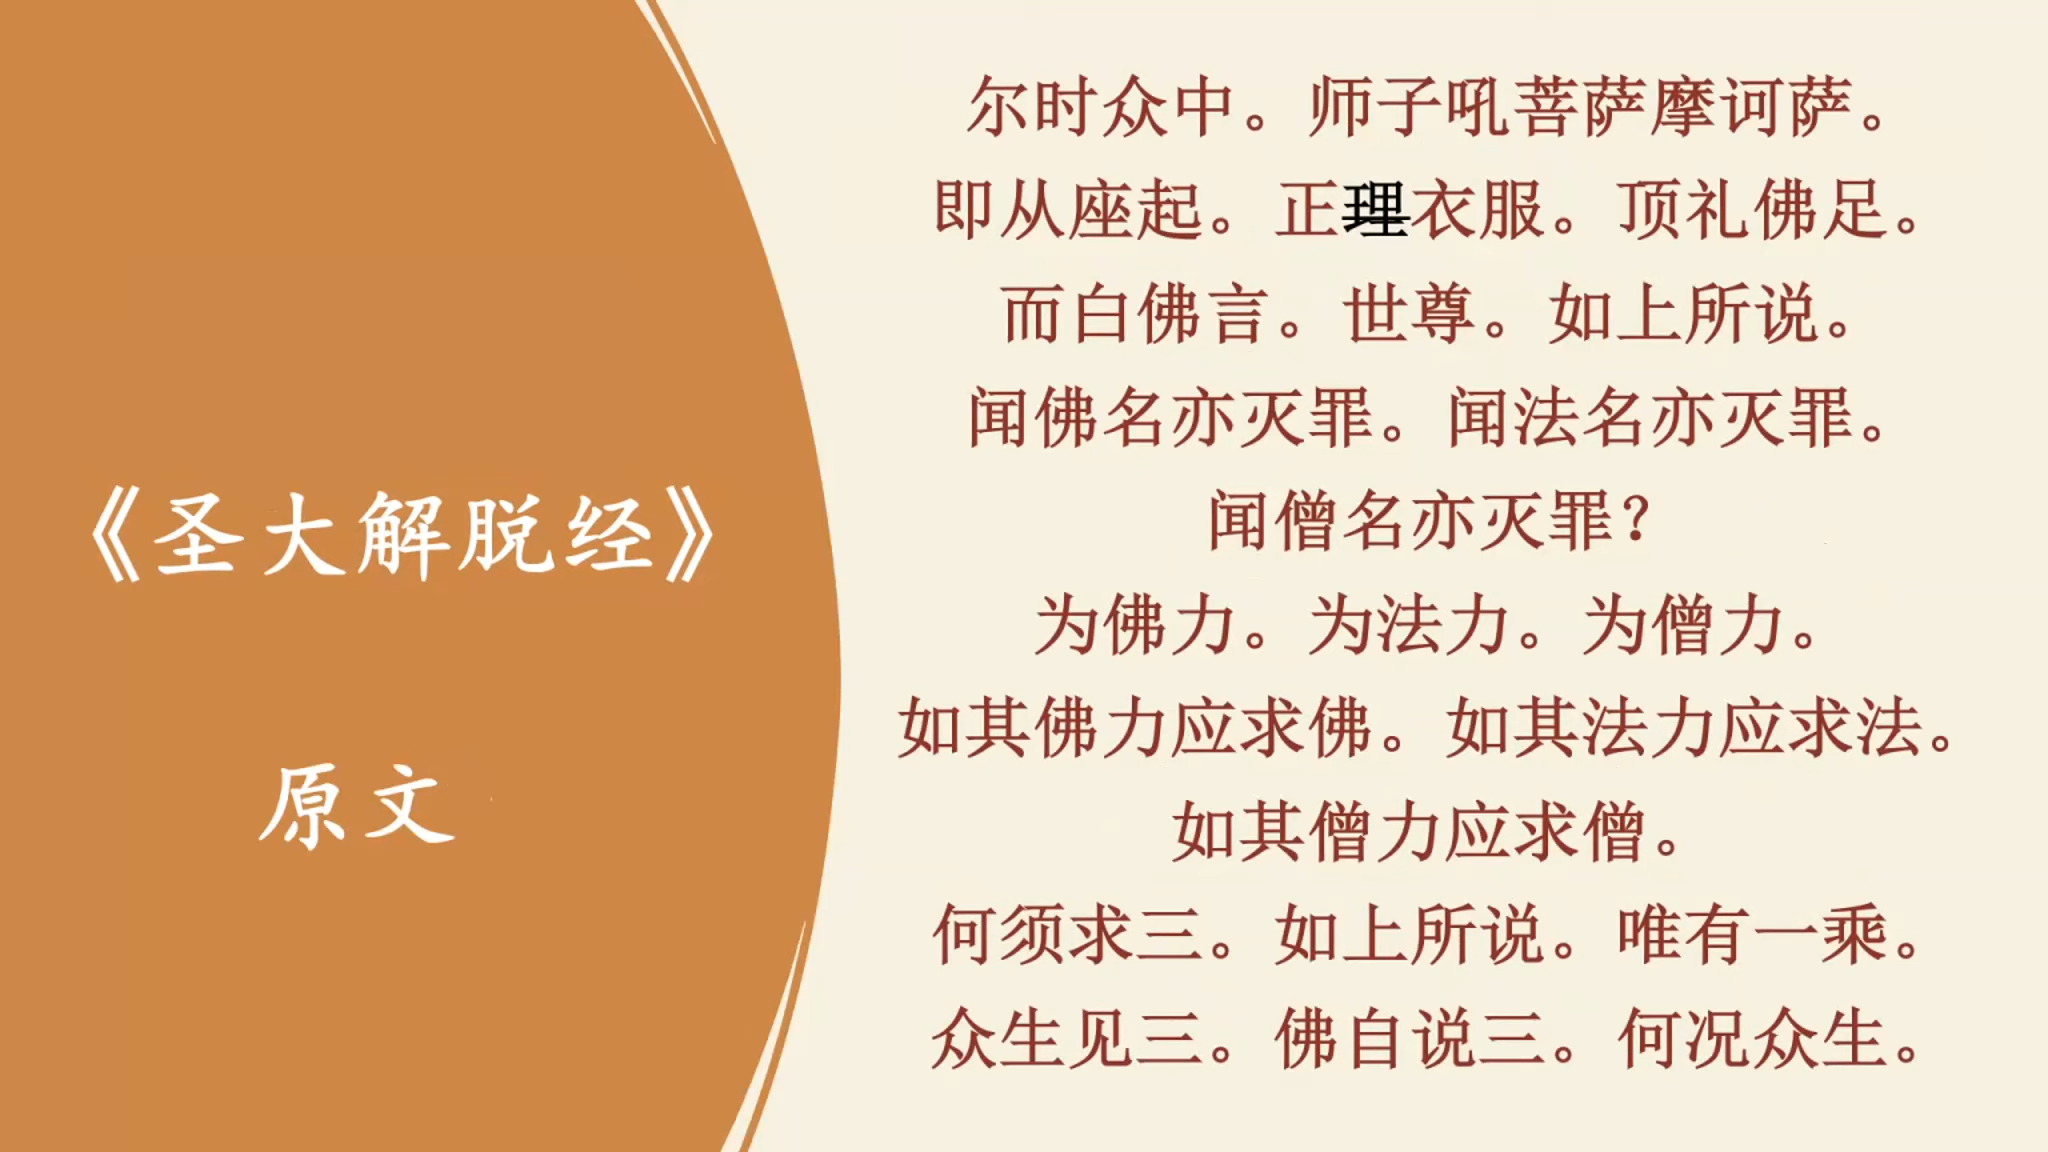 《圣大解脱经》
原文
尔时众中。师子吼菩萨摩诃萨。
即从座起。正理衣服。顶礼佛足。
而白佛言。世尊。如上所说。
闻佛名亦灭罪。闻法名亦灭罪。
闻僧名亦灭罪？
为佛力。为法力。为僧力。
如其佛力应求佛。如其法力应求法。
如其僧力应求僧。
何须求三。如上所说。唯有一乘。
众生见三。佛自说三。何况众生。